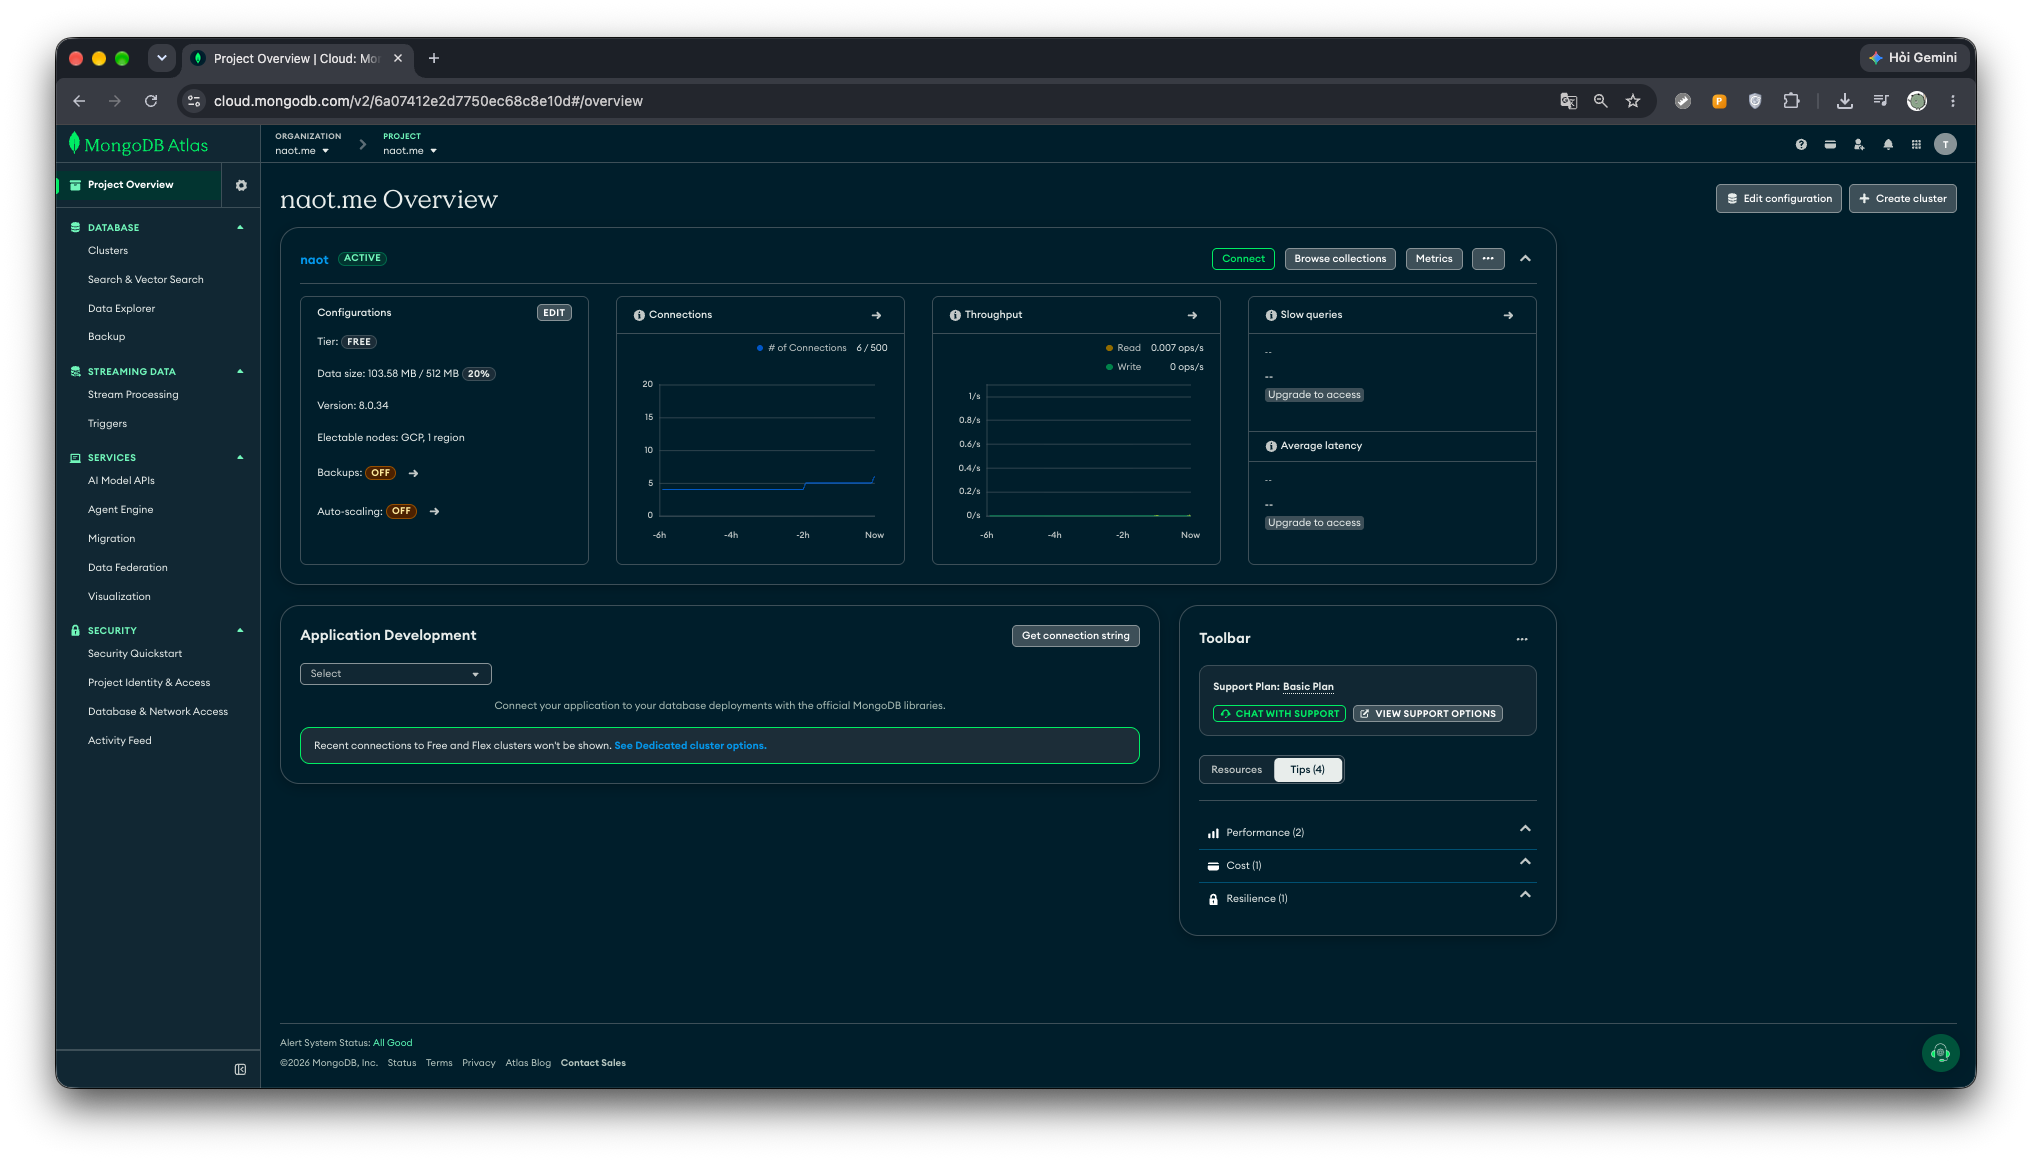 Project Overview | Cloud: Mo
Hỏi Gemini
cloud.mongodb.com/v2/6a07412e2d7750ec68c8e10d#/overview
MongoDB Atlas
ORGANIZATION
naot.me
PROJECT
naot.me
T
Project Overview
DATABASE
Clusters
Search & Vector Search
Data Explorer
Backup
STREAMING DATA
Stream Processing
Triggers
SERVICES
AI Model APIs
Agent Engine
Migration
Data Federation
Visualization
SECURITY
Security Quickstart
Project Identity & Access
Database & Network Access
Activity Feed
naot.me Overview
Edit configuration
+ Create cluster
naot ACTIVE
Connect
Browse collections
Metrics
Configurations
EDIT
Tier: FREE
Data size: 103.58 MB / 512 MB 20%
Version: 8.0.34
Electable nodes: GCP, 1 region
Backups: OFF
Auto-scaling: OFF
Connections
# of Connections 6 / 500
20
15
10
5
0
-6h -4h -2h Now
Throughput
Read 0.007 ops/s
Write 0 ops/s
1/s
0.8/s
0.6/s
0.4/s
0.2/s
0/s
-6h -4h -2h Now
Slow queries
--
--
Upgrade to access
Average latency
--
--
Upgrade to access
Application Development
Get connection string
Select
Connect your application to your database deployments with the official MongoDB libraries.
Recent connections to Free and Flex clusters won't be shown. See Dedicated cluster options.
Toolbar
Support Plan: Basic Plan
CHAT WITH SUPPORT
VIEW SUPPORT OPTIONS
Resources
Tips (4)
Performance (2)
Cost (1)
Resilience (1)
Alert System Status: All Good
©2026 MongoDB, Inc. Status Terms Privacy Atlas Blog Contact Sales